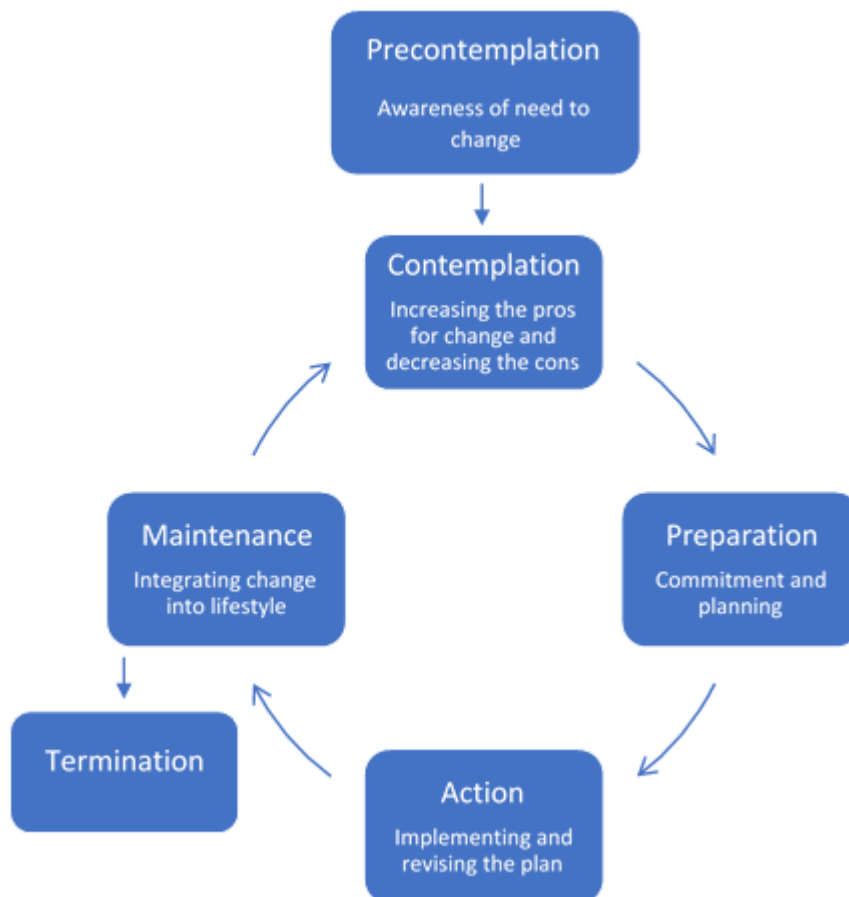 Precontemplation
Awareness of need to
change
Contemplation
Increasing the pros
for change and
decreasing the cons
Preparation
Commitment and
planning
Action
Implementing and
revising the plan
Maintenance
Integrating change
into lifestyle
Termination